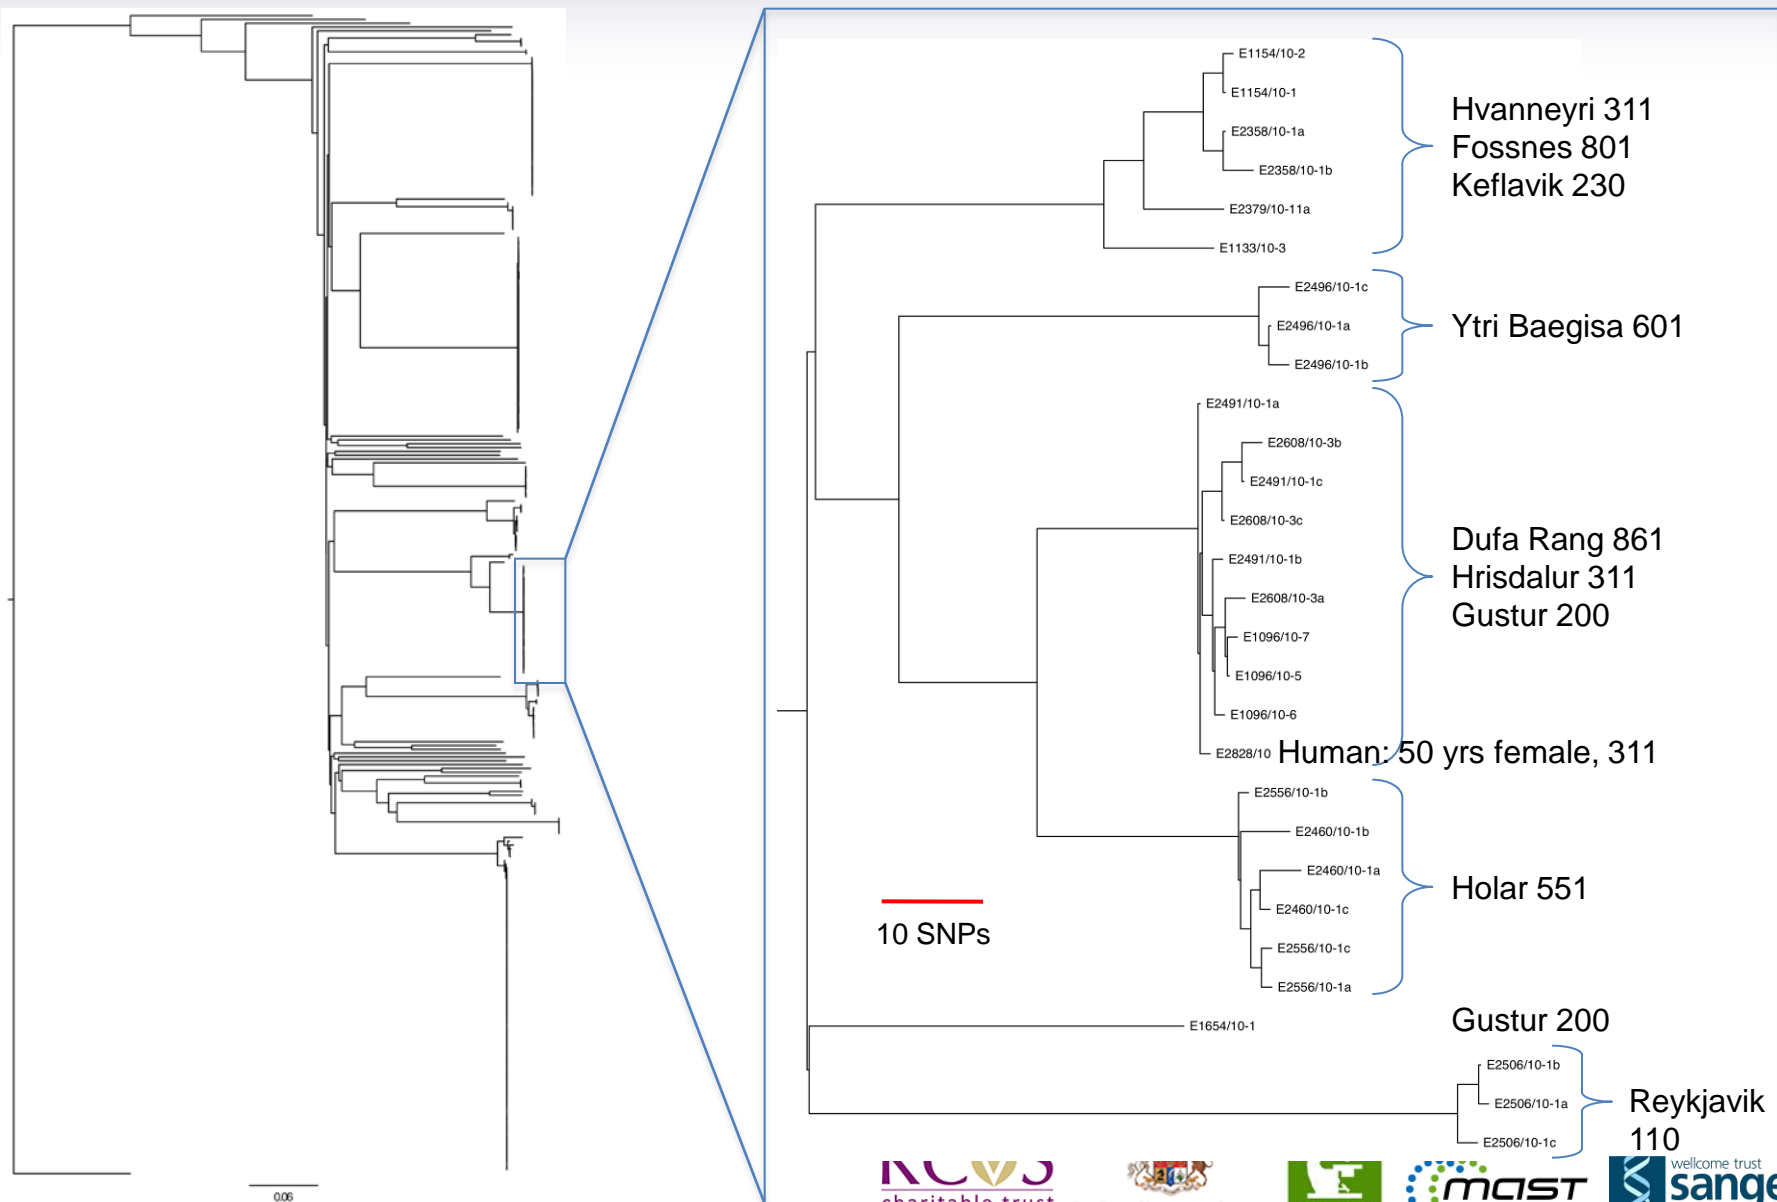 E1154/10-2
E1154/10-1
E2358/10-1a
E2358/10-1b
E2379/10-11a
E1133/10-3
Hvanneyri 311
Fossnes 801
Keflavik 230
E2496/10-1c
E2496/10-1a
E2496/10-1b
Ytri Baegisa 601
E2491/10-1a
E2608/10-3b
E2491/10-1c
E2608/10-3c
E2491/10-1b
E2608/10-3a
E1096/10-7
E1096/10-5
E1096/10-6
E2828/10
Dufa Rang 861
Hrisdalur 311
Gustur 200
Human: 50 yrs female, 311
E2556/10-1b
E2460/10-1b
E2460/10-1a
E2460/10-1c
E2556/10-1c
E2556/10-1a
Holar 551
10 SNPs
E1654/10-1
Gustur 200
E2506/10-1b
E2506/10-1a
E2506/10-1c
Reykjavik
110
0.06
charitable trust
mast
wellcome trust